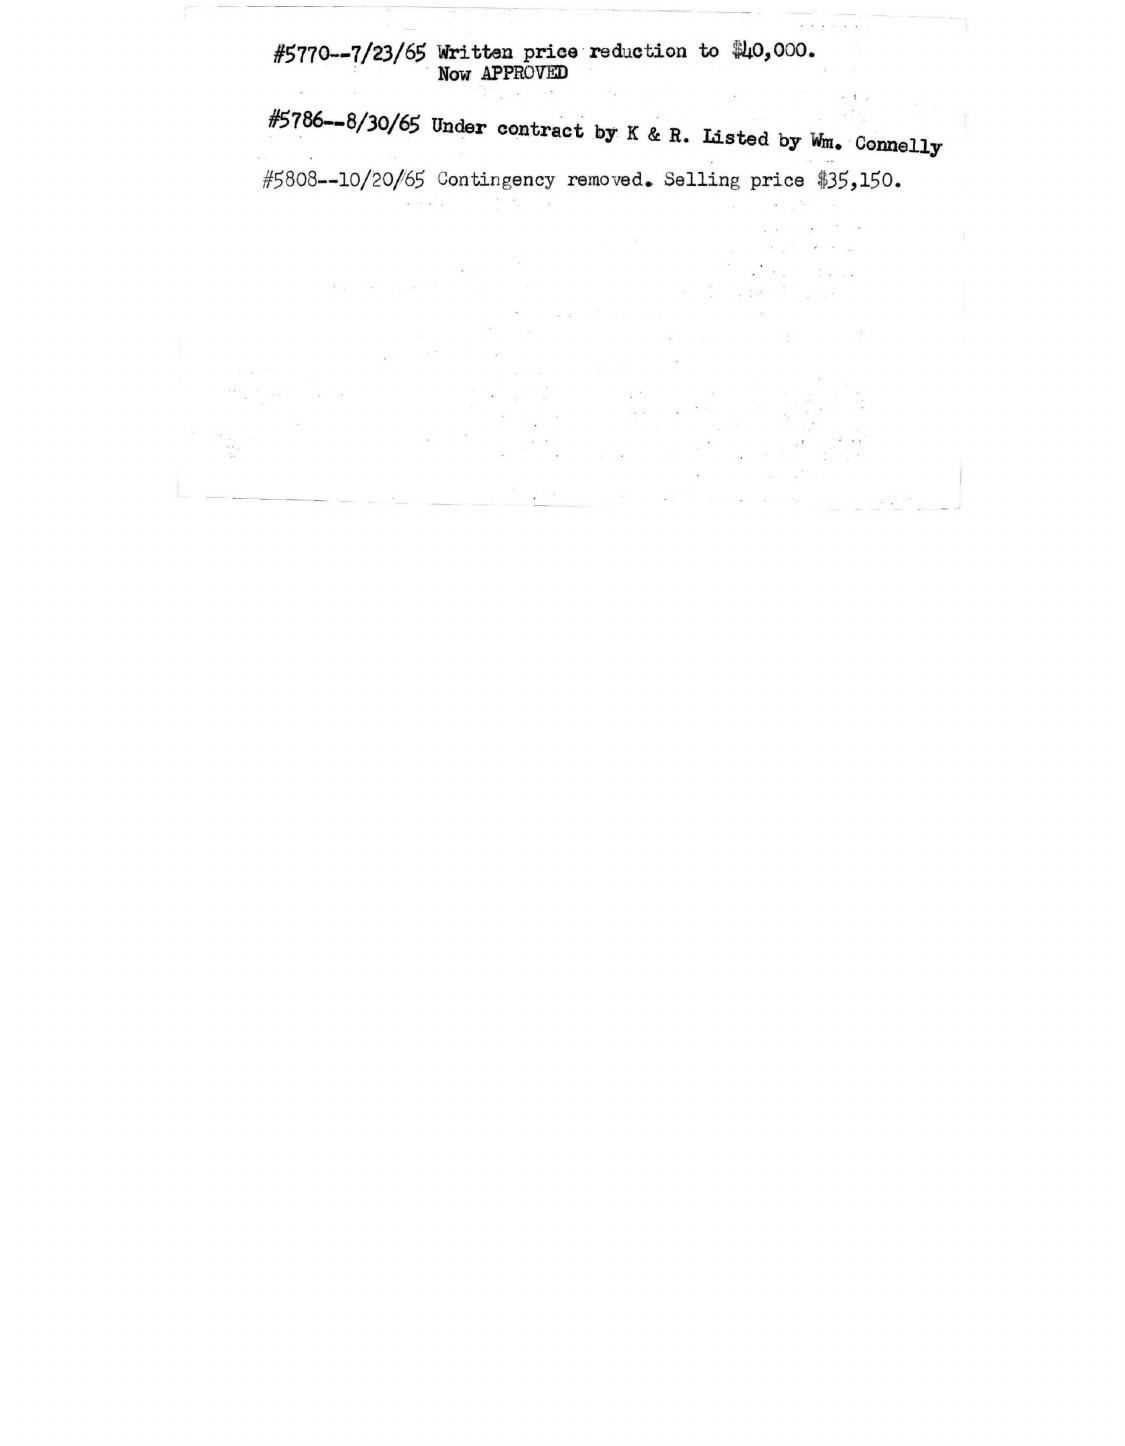 #5770--7/23/65 Written price reduction to $40,000.
Now APPROVED
#5786--8/30/65 Under contract by K & R. Listed by Wm. Connelly
#5808--10/20/65 Contingency removed. Selling price $35,150.